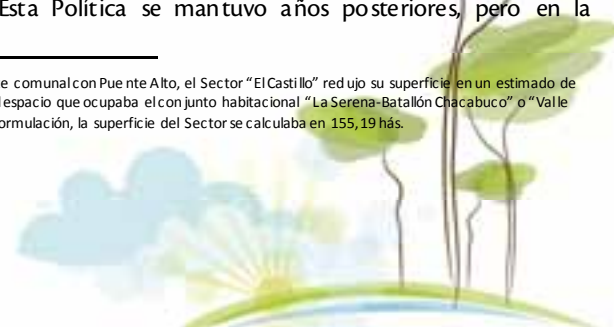 Esta Política se mantuvo años posteriores, pero en la
e comunal con Puente Alto, el Sector “El Castillo” redujo su superficie en un estimado de
espacio que ocupaba el conjunto habitacional “La Serena-Batallón Chacabuco” o “Valle
ormulación, la superficie del Sector se calculaba en 155,19 hás.